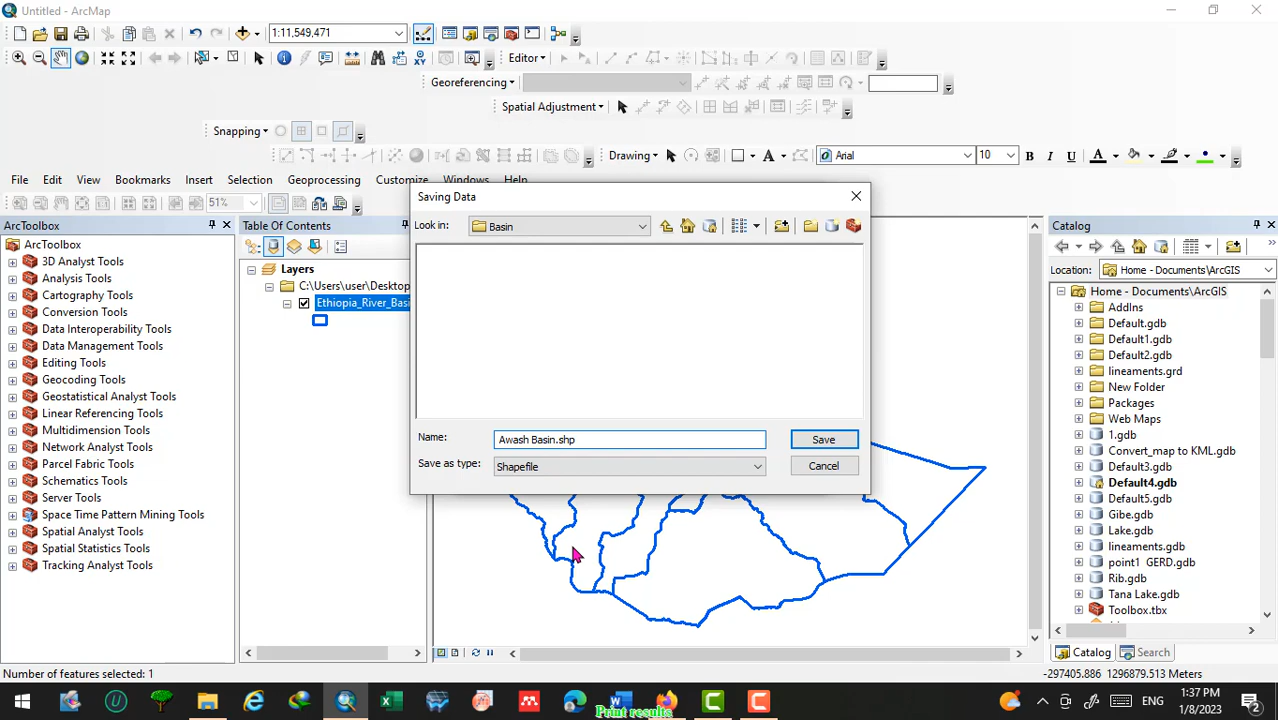 Untitled - ArcMap
1:11,549,471
Editor
Georeferencing
Spatial Adjustment
Snapping
Drawing
Arial
10
B I U A
File Edit View Bookmarks Insert Selection Geoprocessing Customize Windows Help
51%
ArcToolbox
ArcToolbox
3D Analyst Tools
Analysis Tools
Cartography Tools
Conversion Tools
Data Interoperability Tools
Data Management Tools
Editing Tools
Geocoding Tools
Geostatistical Analyst Tools
Linear Referencing Tools
Multidimension Tools
Network Analyst Tools
Parcel Fabric Tools
Schematics Tools
Server Tools
Space Time Pattern Mining Tools
Spatial Analyst Tools
Spatial Statistics Tools
Tracking Analyst Tools
Table Of Contents
Layers
C:\Users\user\Desktop
Ethiopia_River_Basi
Saving Data
Look in:
Basin
Name:
Awash Basin.shp
Save
Save as type:
Shapefile
Cancel
Catalog
Location:
Home - Documents\ArcGIS
Home - Documents\ArcGIS
AddIns
Default.gdb
Default1.gdb
Default2.gdb
lineaments.grd
New Folder
Packages
Web Maps
1.gdb
Convert_map to KML.gdb
Default3.gdb
Default4.gdb
Default5.gdb
Gibe.gdb
Lake.gdb
lineaments.gdb
point1 GERD.gdb
Rib.gdb
Tana Lake.gdb
Toolbox.tbx
Catalog
Search
Number of features selected: 1
-297405.886 1296879.513 Meters
Print results
ENG
1:37 PM
1/8/2023
2